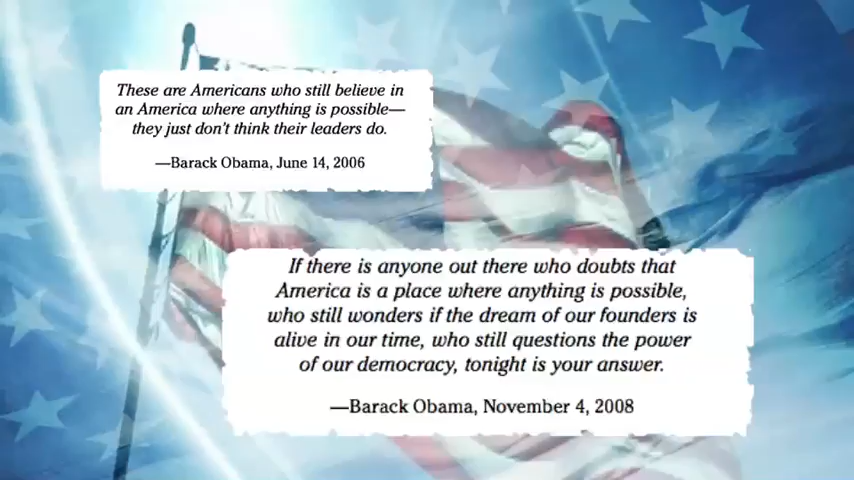 These are Americans who still believe in
an America where anything is possible—
they just don't think their leaders do.
—Barack Obama, June 14, 2006
If there is anyone out there who doubts that
America is a place where anything is possible,
who still wonders if the dream of our founders is
alive in our time, who still questions the power
of our democracy, tonight is your answer.
—Barack Obama, November 4, 2008